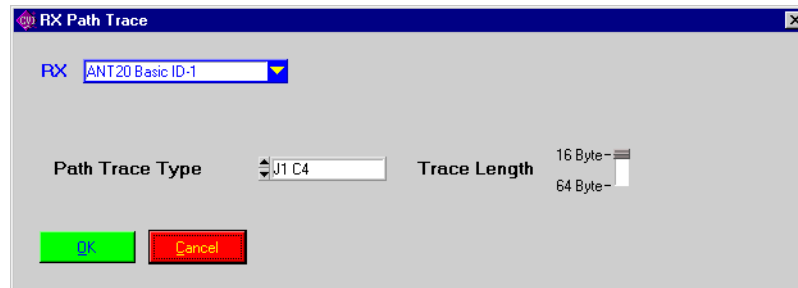 CVI RX Path Trace
RX ANT20 Basic ID-1
Path Trace Type J1 C4 Trace Length 16 Byte
64 Byte
OK Cancel